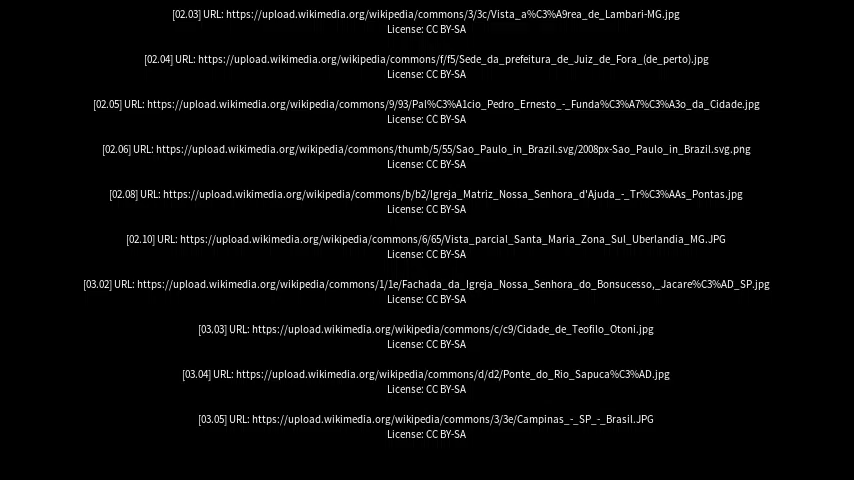 [02.03] URL: https://upload.wikimedia.org/wikipedia/commons/3/3c/Vista_a%C3%A9rea_de_Lambari-MG.jpg
License: CC BY-SA
[02.04] URL: https://upload.wikimedia.org/wikipedia/commons/f/f5/Sede_da_prefeitura_de_Juiz_de_Fora_(de_perto).jpg
License: CC BY-SA
[02.05] URL: https://upload.wikimedia.org/wikipedia/commons/9/93/Pal%C3%A1cio_Pedro_Ernesto_-_Funda%C3%A7%C3%A3o_da_Cidade.jpg
License: CC BY-SA
[02.06] URL: https://upload.wikimedia.org/wikipedia/commons/thumb/5/55/Sao_Paulo_in_Brazil.svg/2008px-Sao_Paulo_in_Brazil.svg.png
License: CC BY-SA
[02.08] URL: https://upload.wikimedia.org/wikipedia/commons/b/b2/Igreja_Matriz_Nossa_Senhora_d'Ajuda_-_Tr%C3%AAs_Pontas.jpg
License: CC BY-SA
[02.10] URL: https://upload.wikimedia.org/wikipedia/commons/6/65/Vista_parcial_Santa_Maria_Zona_Sul_Uberlandia_MG.JPG
License: CC BY-SA
[03.02] URL: https://upload.wikimedia.org/wikipedia/commons/1/1e/Fachada_da_Igreja_Nossa_Senhora_do_Bonsucesso,_Jacare%C3%AD_SP.jpg
License: CC BY-SA
[03.03] URL: https://upload.wikimedia.org/wikipedia/commons/c/c9/Cidade_de_Teofilo_Otoni.jpg
License: CC BY-SA
[03.04] URL: https://upload.wikimedia.org/wikipedia/commons/d/d2/Ponte_do_Rio_Sapuca%C3%AD.jpg
License: CC BY-SA
[03.05] URL: https://upload.wikimedia.org/wikipedia/commons/3/3e/Campinas_-_SP_-_Brasil.JPG
License: CC BY-SA